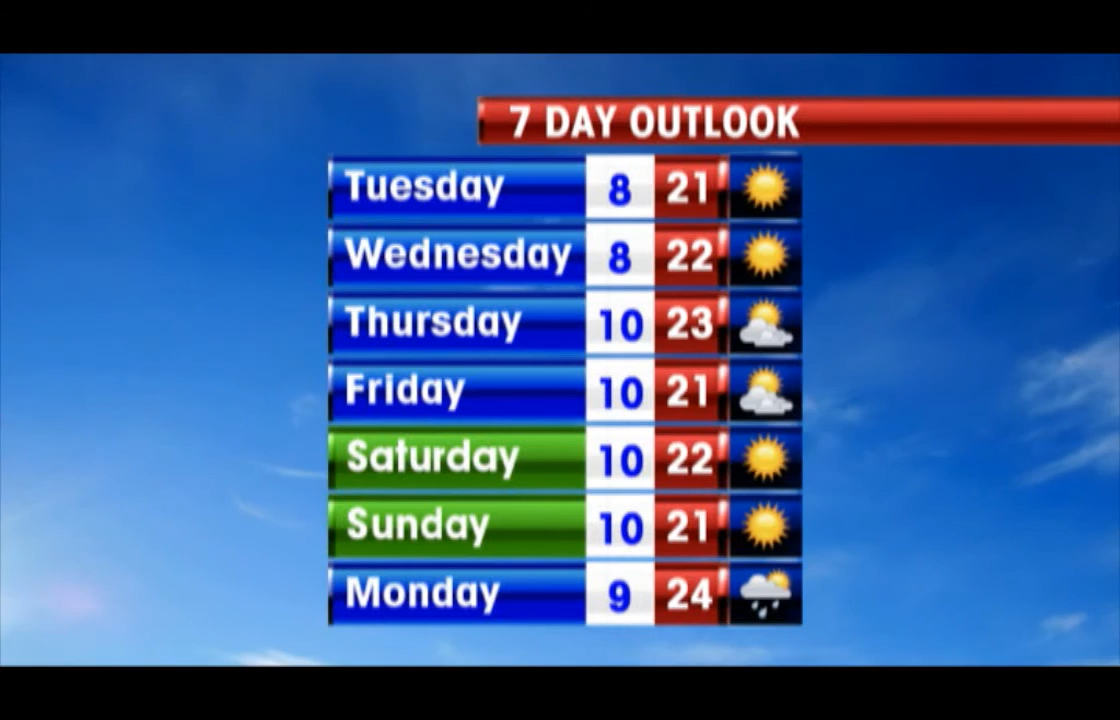 7 DAY OUTLOOK
Tuesday 8 21
Wednesday 8 22
Thursday 10 23
Friday 10 21
Saturday 10 22
Sunday 10 21
Monday 9 24